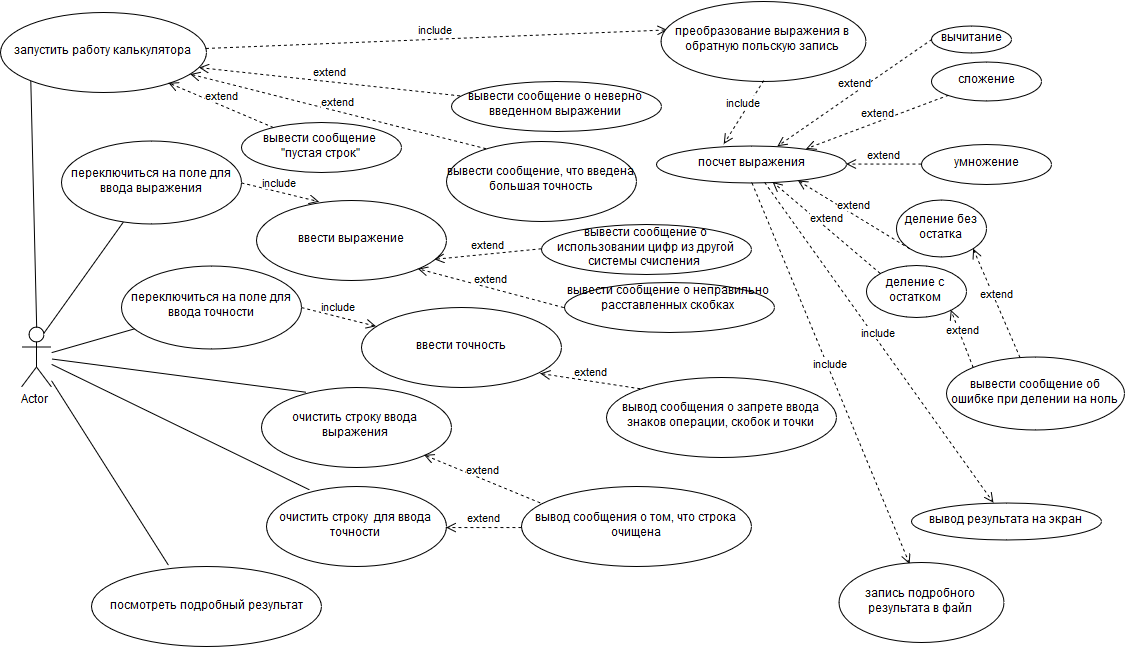 запустить работу калькулятора
include
преобразование выражения в
обратную польскую запись
вычитание
extend
сложение
extend
вывести сообщение о неверно
введенном выражении
extend
extend
extend
вывести сообщение
"пустая строк"
include
extend
посчет выражения
extend
умножение
переключиться на поле для
ввода выражения
include
вывести сообщение, что введена
большая точность
extend
extend
деление без
остатка
ввести выражение
extend
вывести сообщение о
использовании цифр из другой
системы счисления
extend
вывести сообщение о неправильно
расставленных скобках
деление с
остатком
extend
extend
переключиться на поле для
ввода точности
include
ввести точность
include
include
Actor
extend
вывод сообщения о запрете ввода
знаков операции, скобок и точки
вывести сообщение об
ошибке при делении на ноль
очистить строку ввода
выражения
extend
очистить строку  для ввода
точности
extend
вывод сообщения о том, что строка
очищена
вывод результата на экран
посмотреть подробный результат
запись подробного
результата в файл